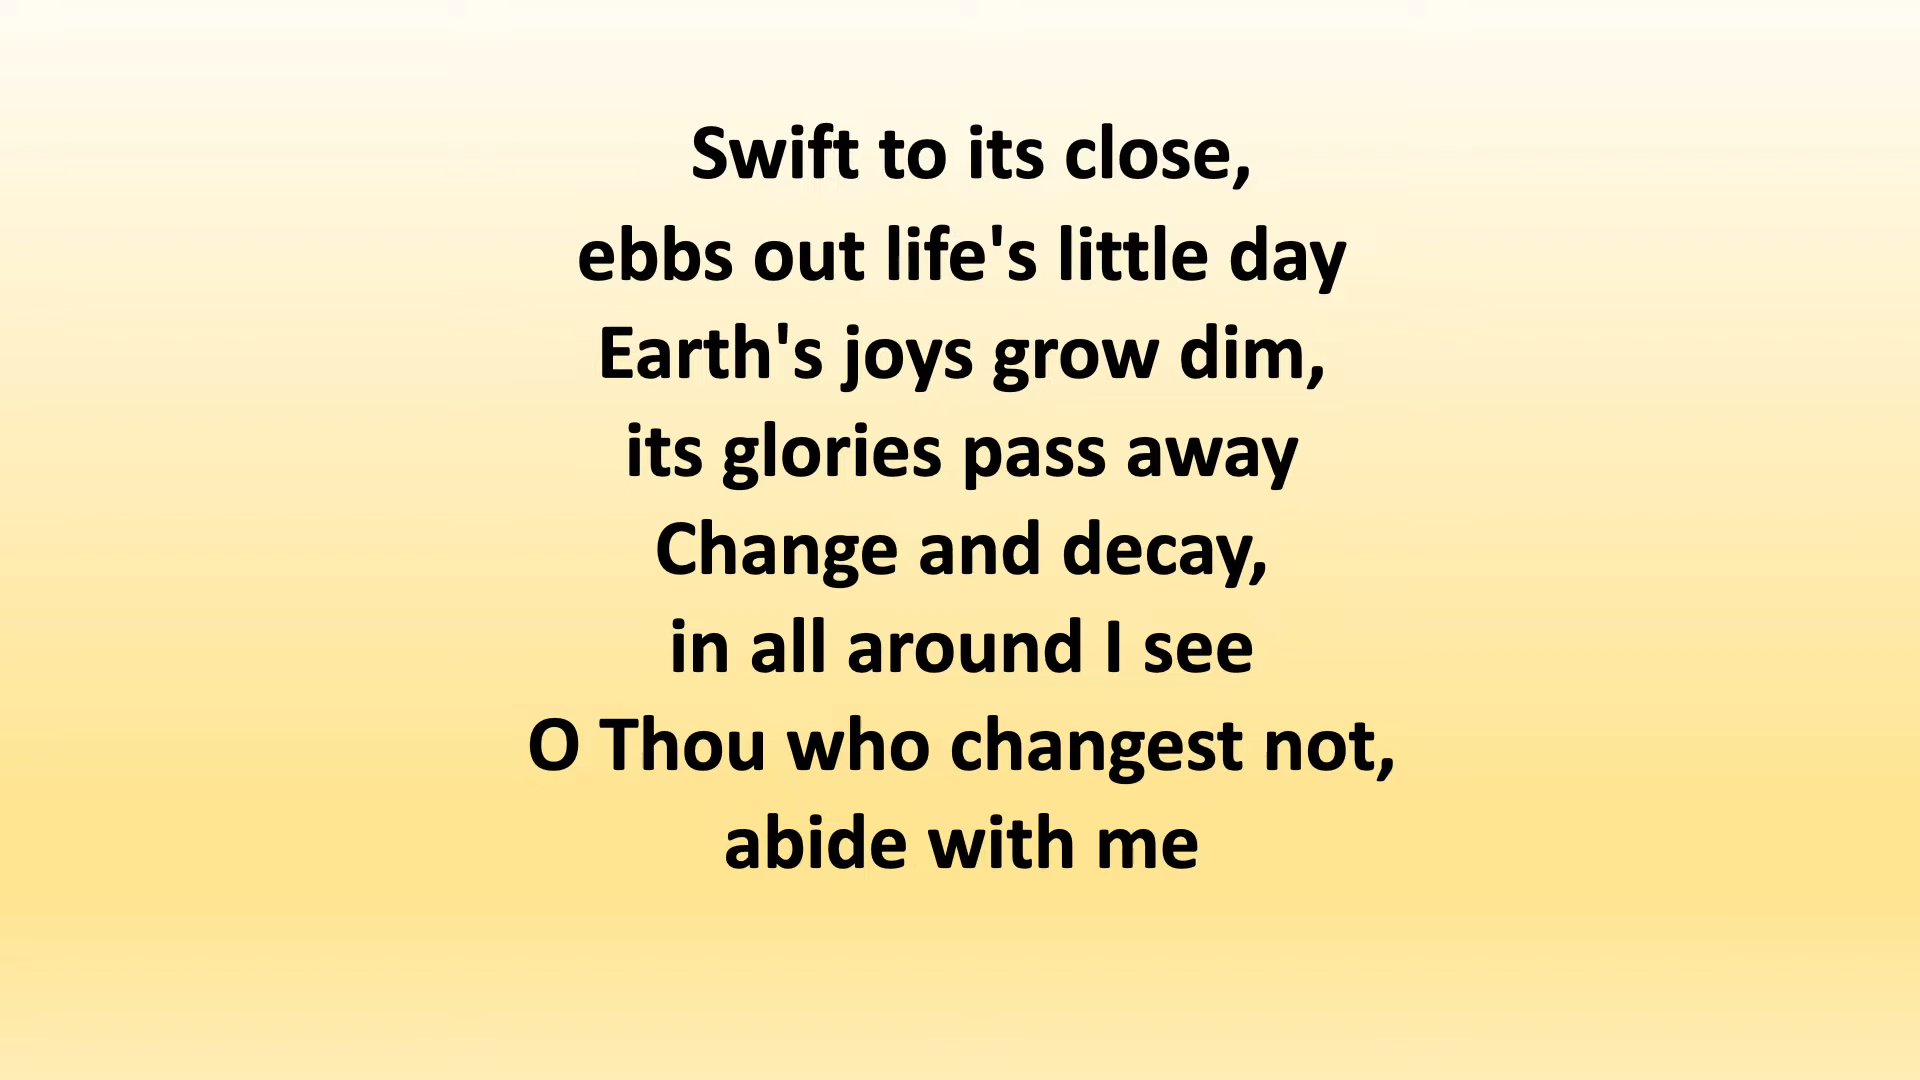 Swift to its close,
ebbs out life's little day
Earth's joys grow dim,
its glories pass away
Change and decay,
in all around I see
O Thou who changest not,
abide with me